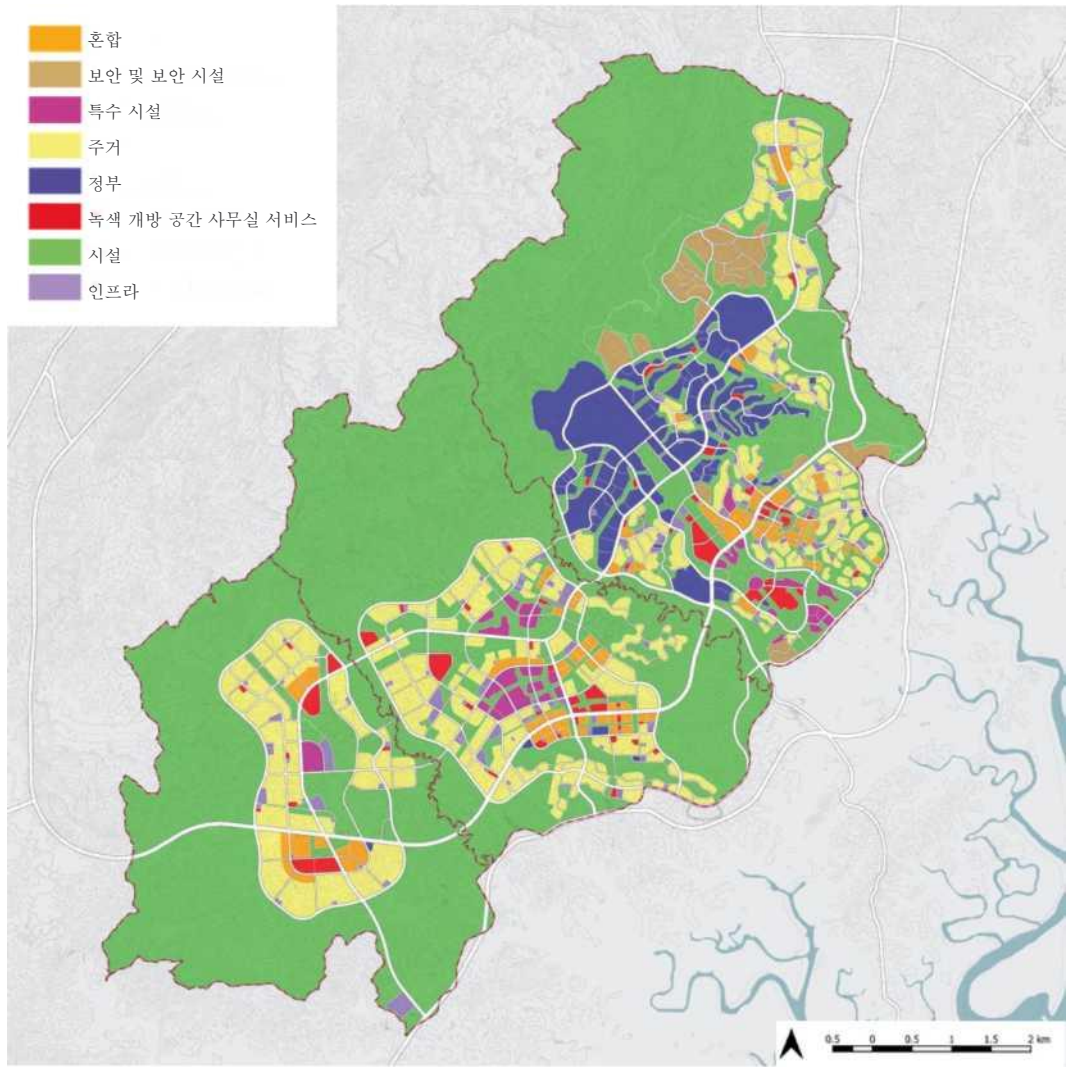 혼합
보안 및 보안 시설
특수 시설
주거
정부
녹색 개방 공간 사무실 서비스
시설
인프라
0.5 0 0.5 1 1.5 2 km